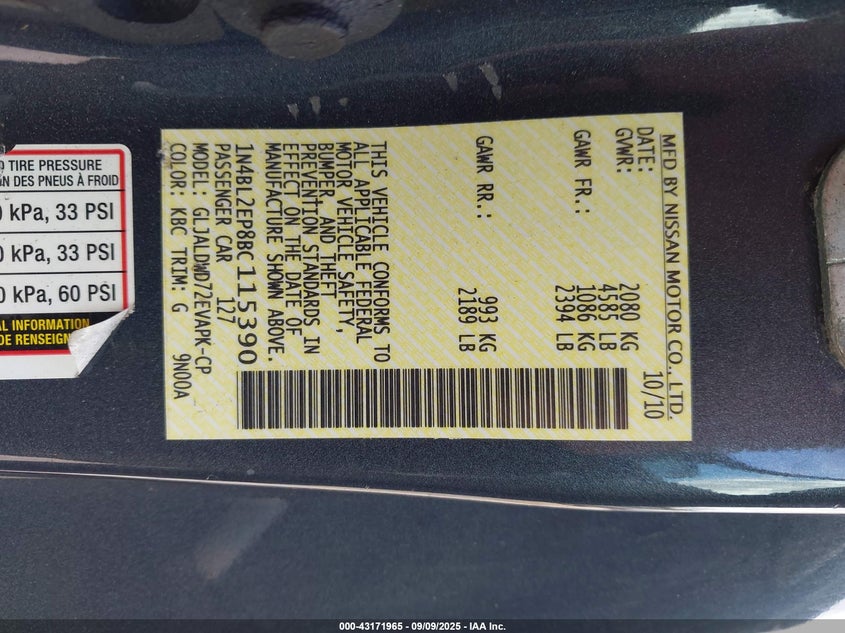 MFD BY NISSAN MOTOR CO., LTD.
DATE: 10/10
GVWR: 2080 KG
4585 LB
GAWR FR.: 1086 KG
2394 LB
GAWR RR.: 993 KG
2189 LB
THIS VEHICLE CONFORMS TO
ALL APPLICABLE FEDERAL
MOTOR VEHICLE SAFETY,
BUMPER, AND THEFT
PREVENTION STANDARDS IN
EFFECT ON THE DATE OF
MANUFACTURE SHOWN ABOVE.
1N4BL2EP8BC115390
PASSENGER CAR 127
MODEL: GLJALDWD7ZEVAPK-CP
COLOR: KBC TRIM: G 9N00A
TIRE PRESSURE
DES PNEUS À FROID
kPa, 33 PSI
kPa, 33 PSI
kPa, 60 PSI
INFORMATION
DE
000-43171965 - 09/09/2025 - IAA Inc.